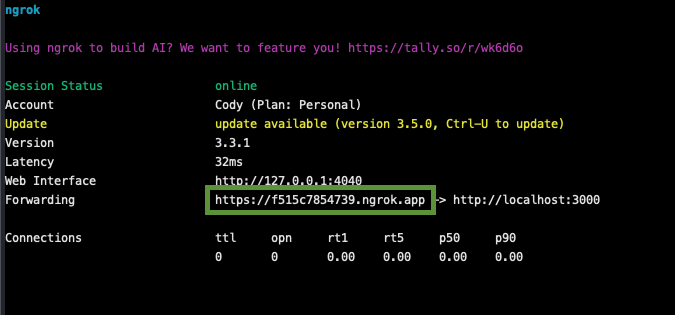 ngrok
Using ngrok to build AI? We want to feature you! https://tally.so/r/wk6d6o
Session Status online
Account Cody (Plan: Personal)
Update update available (version 3.5.0, Ctrl-U to update)
Version 3.3.1
Latency 32ms
Web Interface http://127.0.0.1:4040
Forwarding https://f515c7854739.ngrok.app -> http://localhost:3000
Connections ttl opn rt1 rt5 p50 p90
0 0 0.00 0.00 0.00 0.00